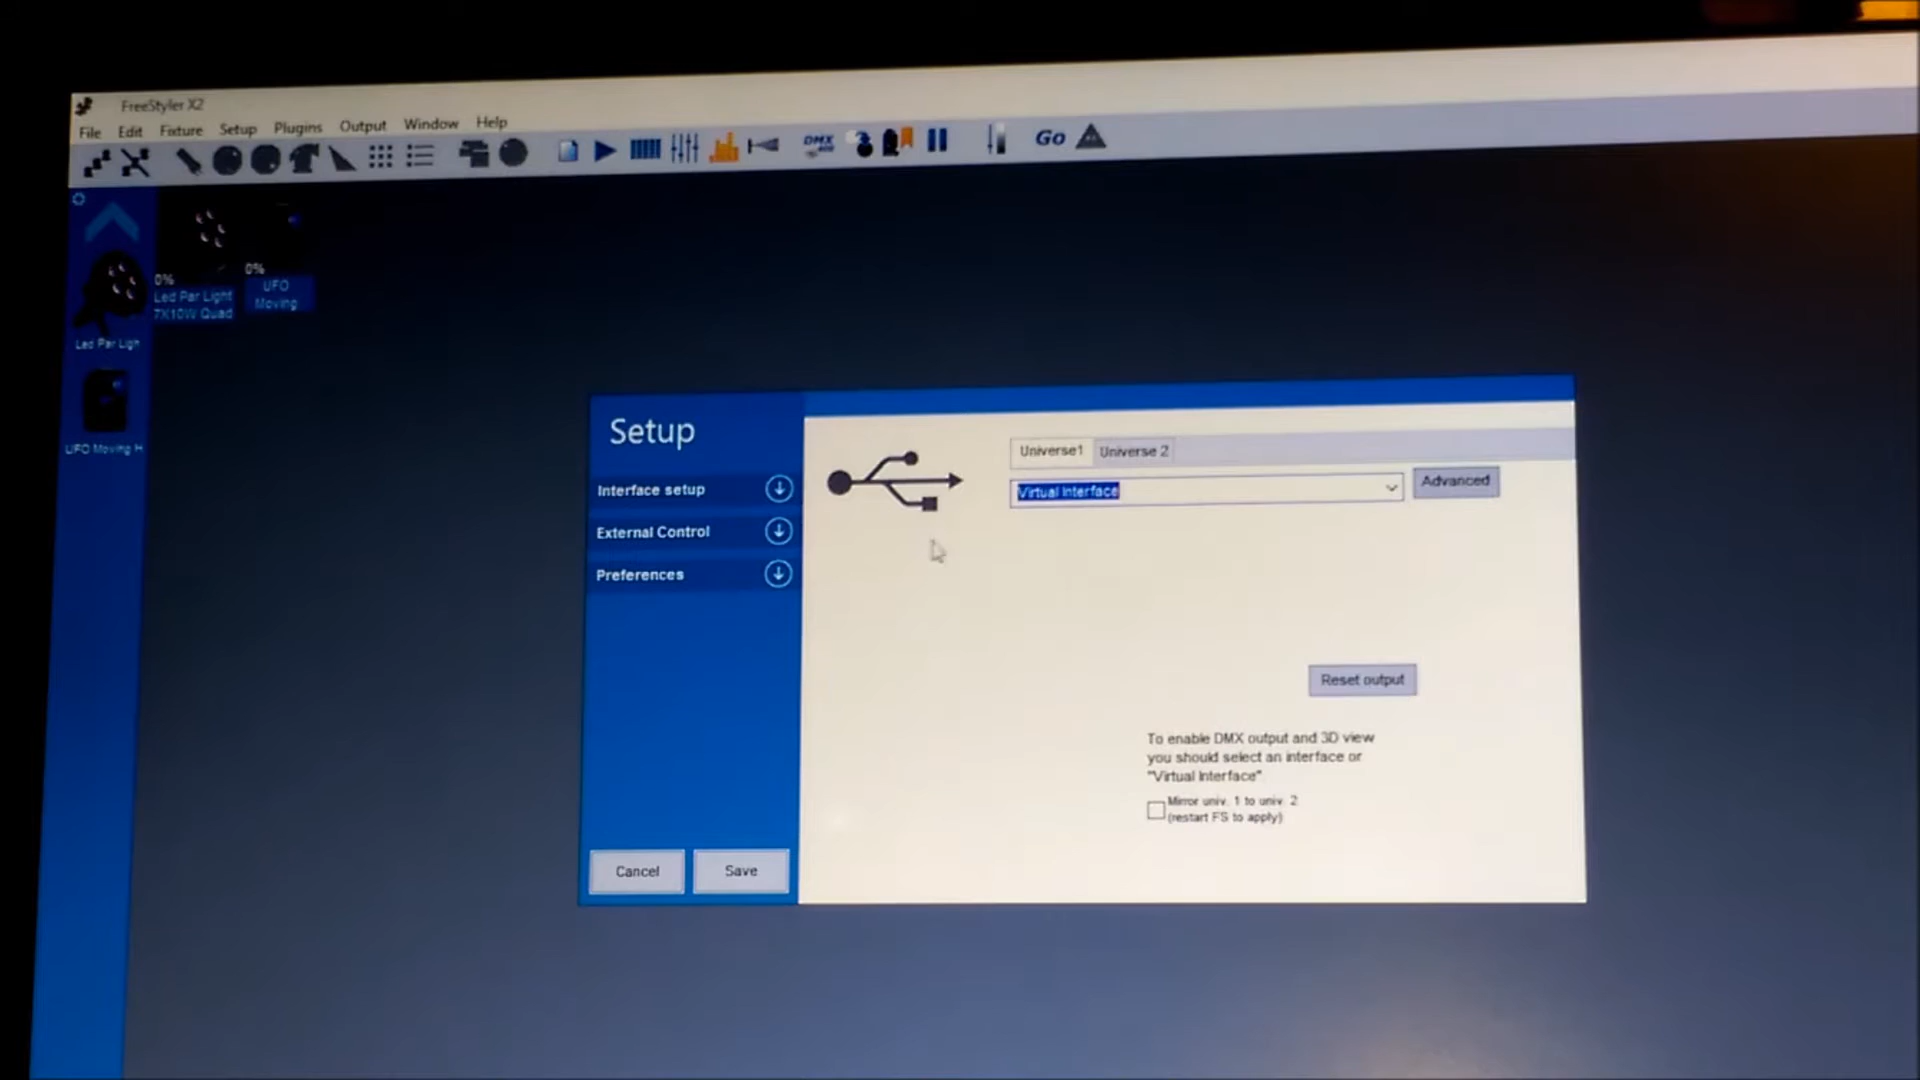 FreeStyler X2
File Edit Fixture Setup Plugins Output Window Help
DMX
Go
0%
Led Par Light
7X10W Quad
0%
UFO
Moving
Led Par Ligh
UFO Moving H
Setup
Interface setup
External Control
Preferences
Cancel
Save
Universe1
Universe 2
Virtual Interface
Advanced
Reset output
To enable DMX output and 3D view
you should select an interface or
"Virtual Interface"
Mirror univ. 1 to univ. 2
(restart FS to apply)